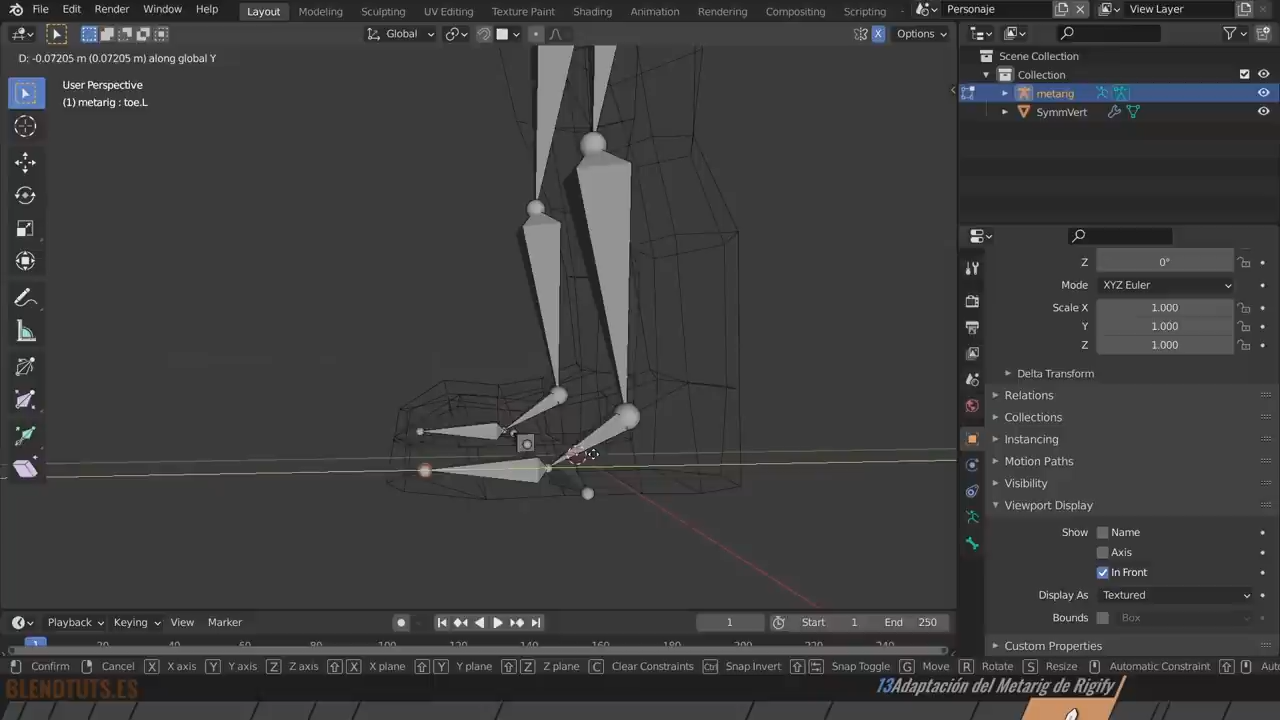 File Edit Render Window Help Layout Modeling Sculpting UV Editing Texture Paint Shading Animation Rendering Compositing Scripting Personaje View Layer
Global Options
D: -0.07205 m (0.07205 m) along global Y
User Perspective
(1) metarig : toe.L
Scene Collection
Collection
metarig
SymmVert
Z 0°
Mode XYZ Euler
Scale X 1.000
Y 1.000
Z 1.000
Delta Transform
Relations
Collections
Instancing
Motion Paths
Visibility
Viewport Display
Show Name
Axis
In Front
Display As Textured
Bounds Box
Custom Properties
Playback Keying View Marker 1 Start 1 End 250
1
Confirm Cancel X X axis Y Y axis Z Z axis X X plane Y Y plane Z Z plane C Clear Constraints Ctrl Snap Invert Snap Toggle G Move R Rotate S Resize Automatic Constraint Auto
BLENDTUTS.ES
13Adaptación del Metarig de Rigify